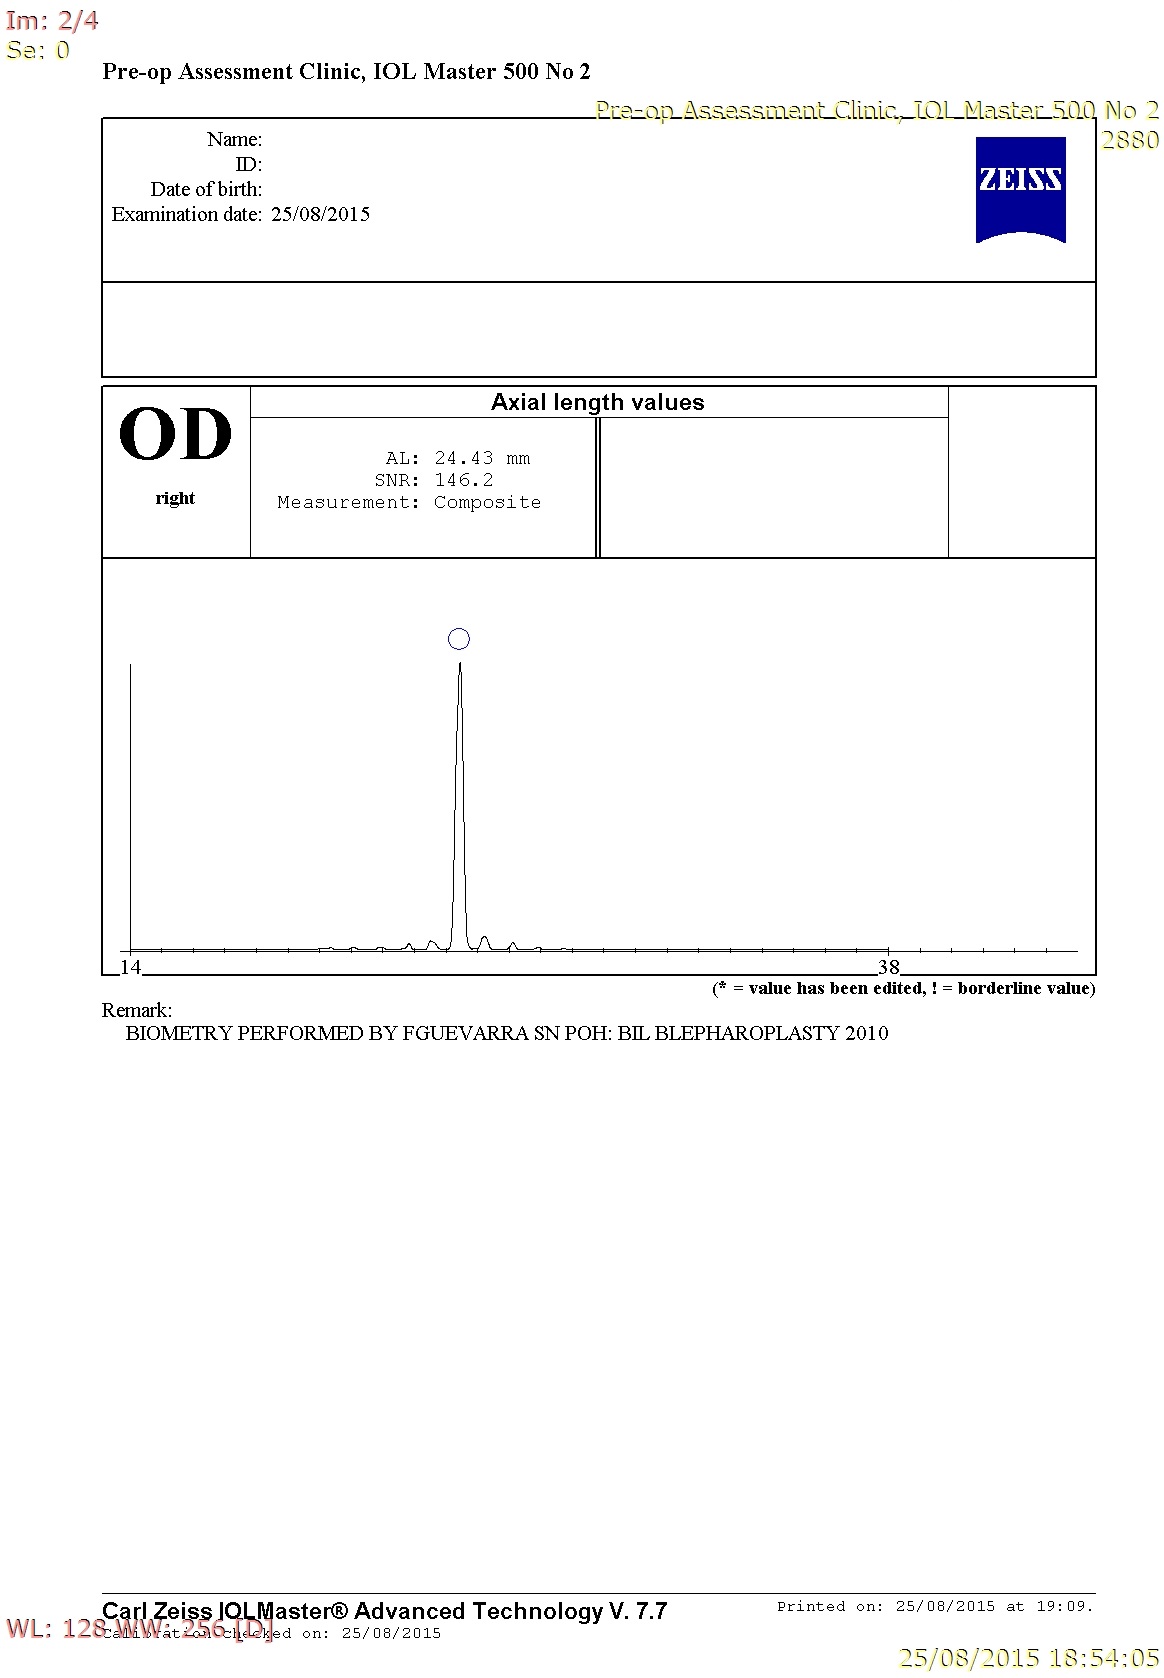 Im: 2/4
Se: 0
Pre-op Assessment Clinic, IOL Master 500 No 2
Pre-op Assessment Clinic, IOL Master 500 No 2
2880
Name:
ID:
Date of birth:
Examination date: 25/08/2015
ZEISS
OD
right
Axial length values
AL: 24.43 mm
SNR: 146.2
Measurement: Composite
14
38
(* = value has been edited, ! = borderline value)
Remark:
BIOMETRY PERFORMED BY FGUEVARRA SN POH: BIL BLEPHAROPLASTY 2010
Carl Zeiss IOLMaster® Advanced Technology V. 7.7
Printed on: 25/08/2015 at 19:09.
WL: 128 WW: 256 [D]
Calibration checked on: 25/08/2015
25/08/2015 18:54:05